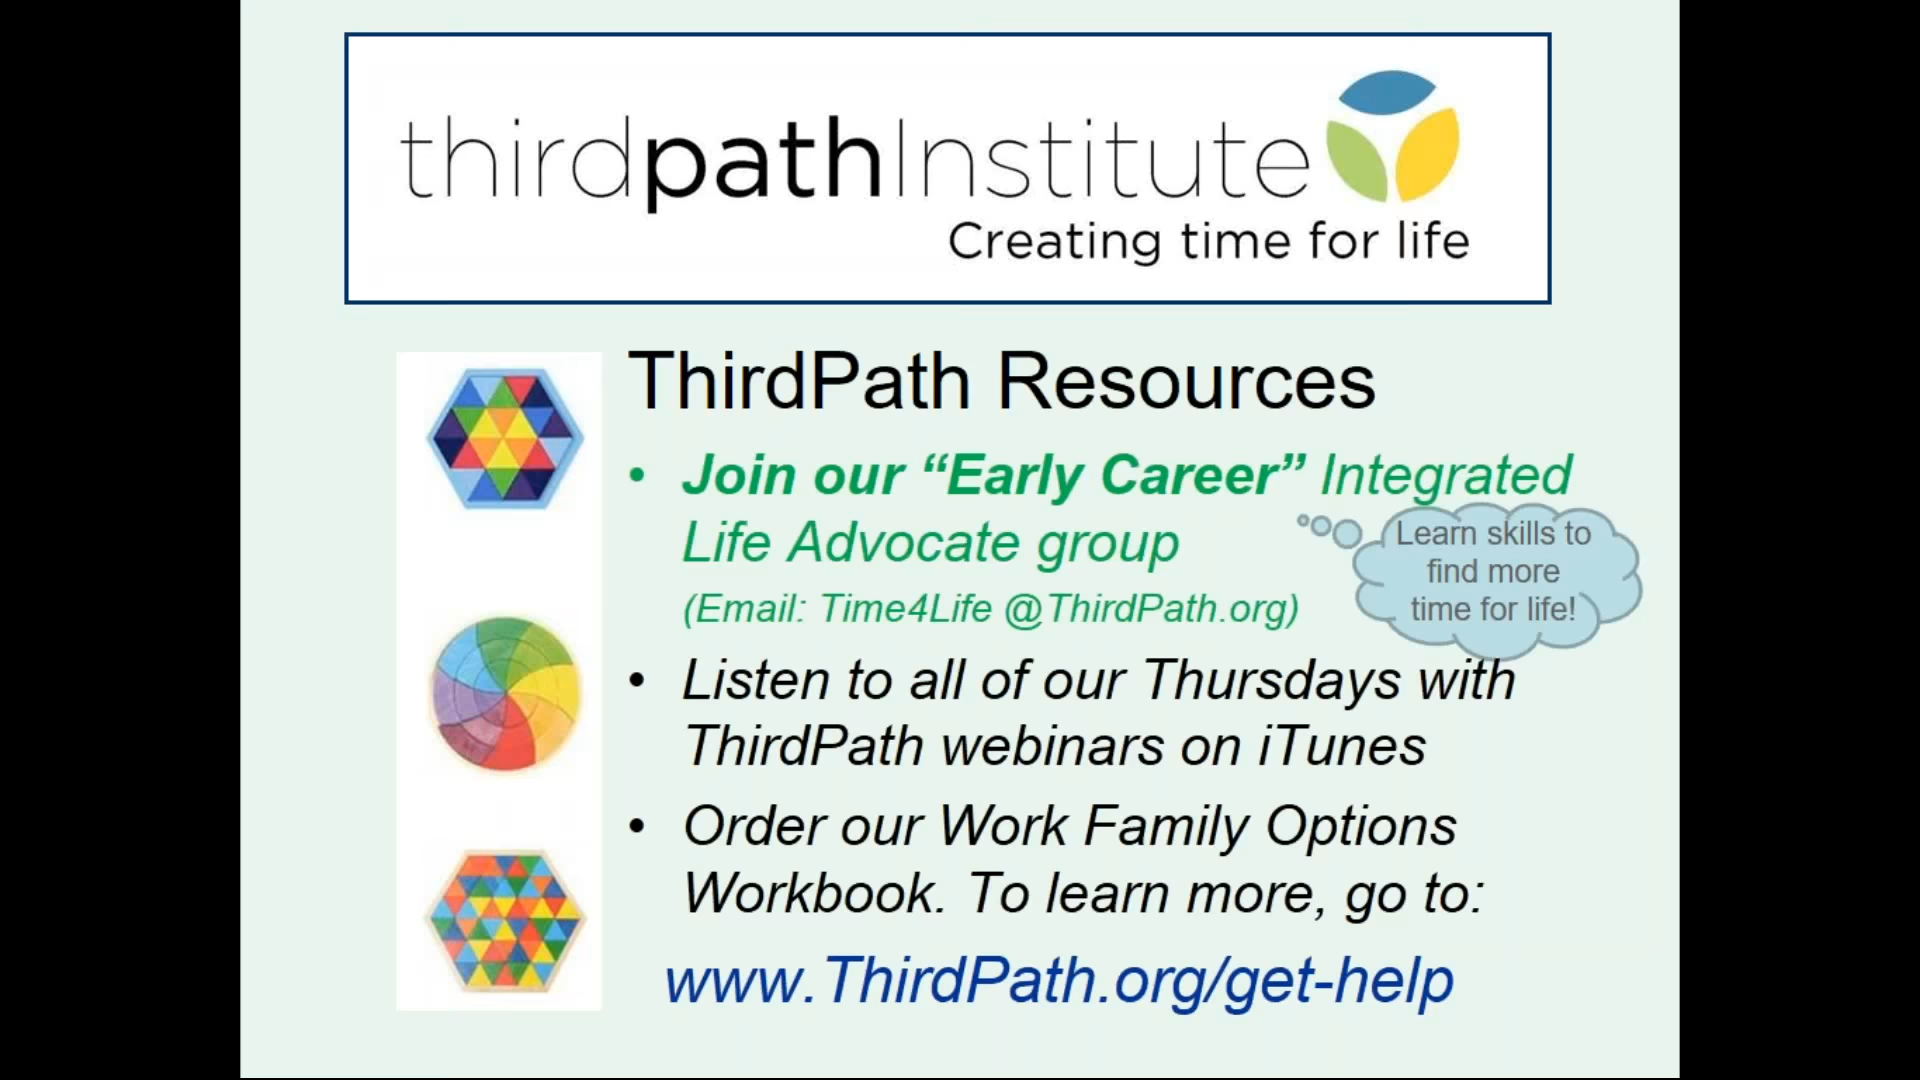 thirdpathInstitute
Creating time for life
ThirdPath Resources
• Join our “Early Career” Integrated
Life Advocate group
(Email: Time4Life @ThirdPath.org)
Learn skills to
find more
time for life!
• Listen to all of our Thursdays with
ThirdPath webinars on iTunes
• Order our Work Family Options
Workbook. To learn more, go to:
www.ThirdPath.org/get-help